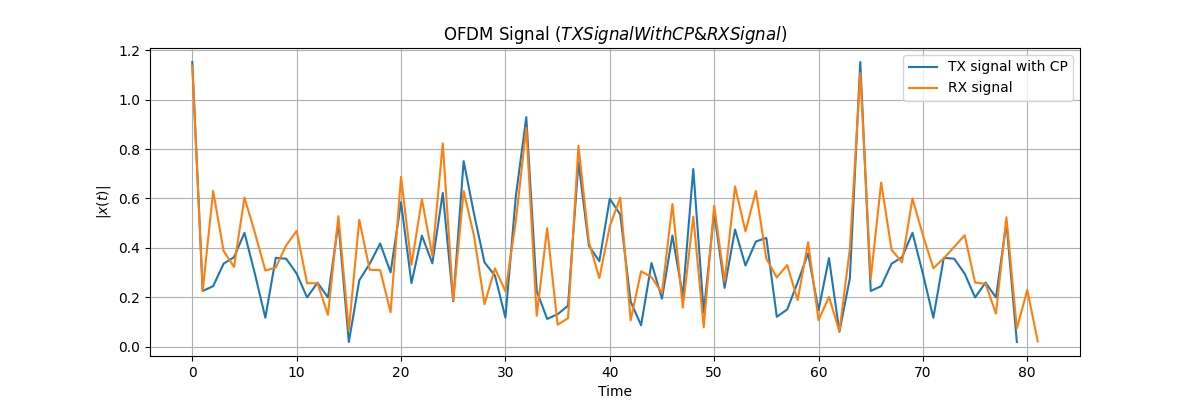 OFDM Signal (TXSignalWithCP&RXSignal)
|x(t)|
1.2
1.0
0.8
0.6
0.4
0.2
0.0
TX signal with CP
RX signal
0 10 20 30 40 50 60 70 80
Time